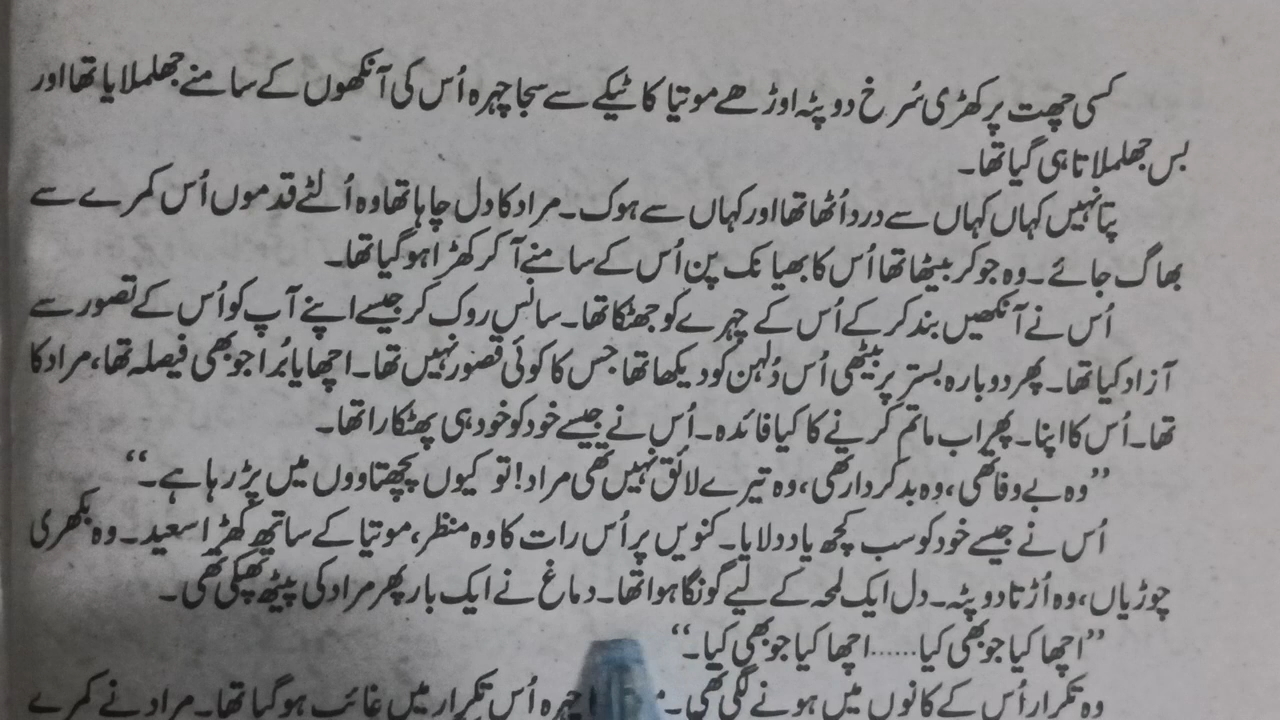 کسی چھت پر کھڑی سُرخ دوپٹہ اوڑھے موتیا کا ٹیکے سے سجا چہرہ اُس کی آنکھوں کے سامنے جھلملایا تھا اور
بس جھلملاتا ہی گیا تھا۔
پتا نہیں کہاں کہاں سے درد اُٹھا تھا اور کہاں سے ہوک۔ مراد کا دل چاہا تھا وہ اُلٹے قدموں اُس کمرے سے
بھاگ جائے۔ وہ جو کر بیٹھا تھا اُس کا بھیانک پن اُس کے سامنے آ کر کھڑا ہو گیا تھا۔
اُس نے آنکھیں بند کر کے اُس کے چہرے کو جھٹکا تھا۔ سانس روک کر جیسے اپنے آپ کو اُس کے تصور سے
آزاد کیا تھا۔ پھر دوبارہ بستر پر بیٹھی اُس دُلہن کو دیکھا تھا جس کا کوئی قصور نہیں تھا۔ اچھا یا بُرا جو بھی فیصلہ تھا، مراد کا
تھا۔ اُس کا اپنا۔ پھر اب ماتم کرنے کا کیا فائدہ۔ اُس نے جیسے خود کو خود ہی پھٹکارا تھا۔
”وہ بے وفا تھی، وہ بدکردار تھی، وہ تیرے لائق نہیں تھی مراد! تو کیوں پچھتاووں میں پڑ رہا ہے۔“
اُس نے جیسے خود کو سب کچھ یاد دلایا۔ کنویں پر اُس رات کا وہ منظر، موتیا کے ساتھ کھڑا سعید۔ وہ بکھری
چوڑیاں، وہ اُڑتا دوپٹہ۔ دل ایک لمحہ کے لیے گونگا ہوا تھا۔ دماغ نے ایک بار پھر مراد کی پیٹھ تھپکی تھی۔
”اچھا کیا جو بھی کیا......اچھا کیا جو بھی کیا۔“
وہ تکرار اُس کے کانوں میں ہونے لگی تھی۔ چہرہ اُس تکرار میں غائب ہو گیا تھا۔ مراد نے کمرے